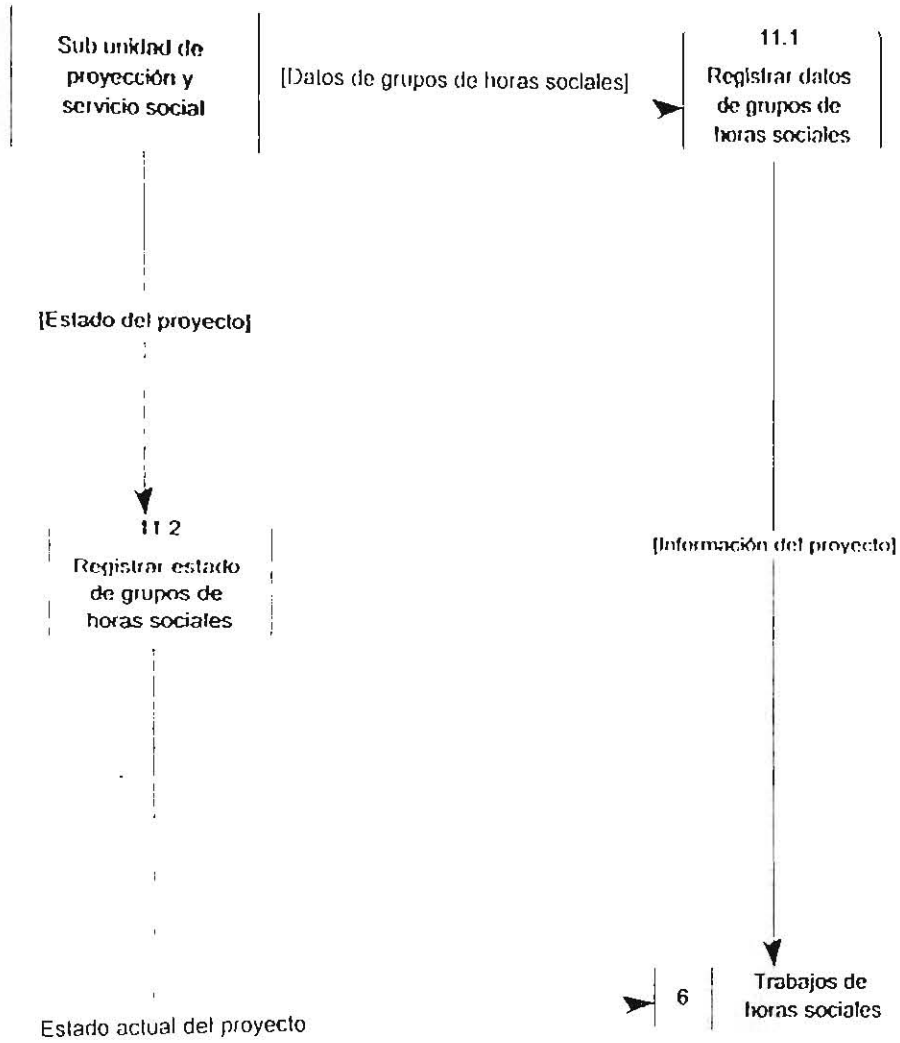 Sub unidad de
proyección y
servicio social
[Datos de grupos de horas sociales]
11.1
Registrar datos
de grupos de
horas sociales
[Estado del proyecto]
11.2
Registrar estado
de grupos de
horas sociales
[Información del proyecto]
6
Trabajos de
horas sociales
Estado actual del proyecto